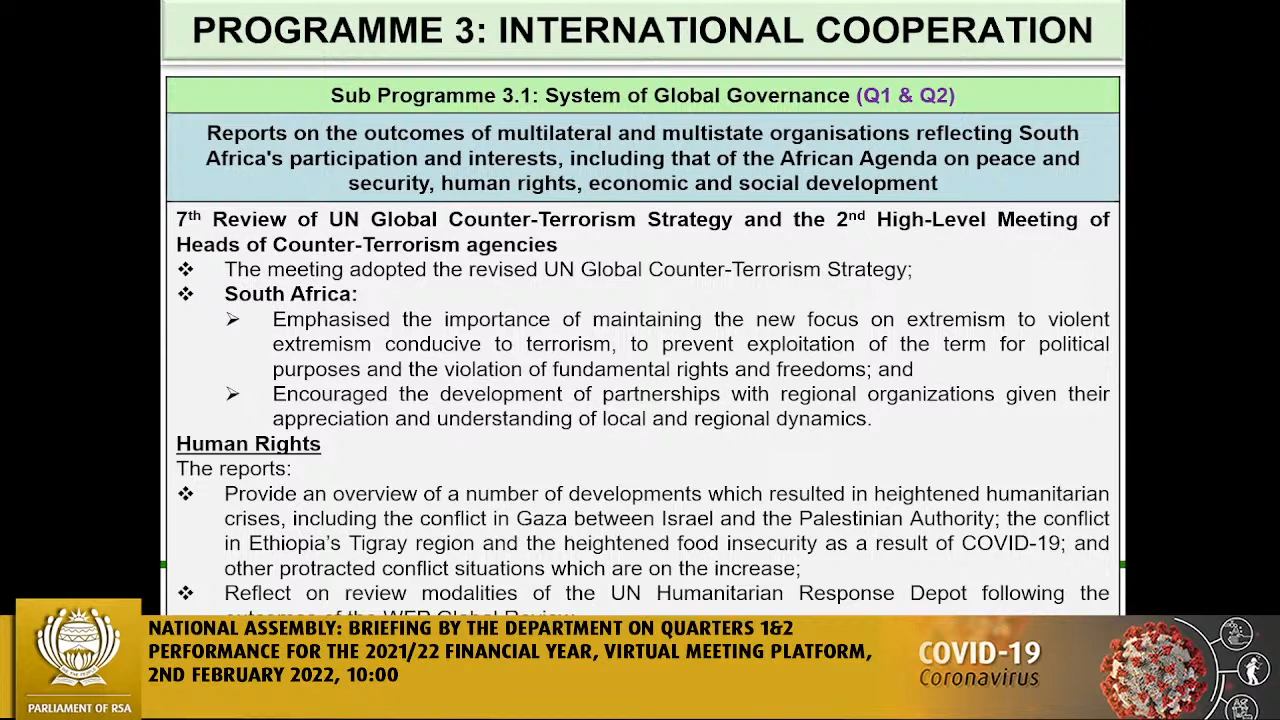 PROGRAMME 3: INTERNATIONAL COOPERATION
Sub Programme 3.1: System of Global Governance (Q1 & Q2)
Reports on the outcomes of multilateral and multistate organisations reflecting South
Africa's participation and interests, including that of the African Agenda on peace and
security, human rights, economic and social development
7th Review of UN Global Counter-Terrorism Strategy and the 2nd High-Level Meeting of
Heads of Counter-Terrorism agencies
❖ The meeting adopted the revised UN Global Counter-Terrorism Strategy;
❖ South Africa:
➢ Emphasised the importance of maintaining the new focus on extremism to violent
extremism conducive to terrorism, to prevent exploitation of the term for political
purposes and the violation of fundamental rights and freedoms; and
➢ Encouraged the development of partnerships with regional organizations given their
appreciation and understanding of local and regional dynamics.
Human Rights
The reports:
❖ Provide an overview of a number of developments which resulted in heightened humanitarian
crises, including the conflict in Gaza between Israel and the Palestinian Authority; the conflict
in Ethiopia’s Tigray region and the heightened food insecurity as a result of COVID-19; and
other protracted conflict situations which are on the increase;
❖ Reflect on review modalities of the UN Humanitarian Response Depot following the
outcomes of the WFP Global Review
NATIONAL ASSEMBLY: BRIEFING BY THE DEPARTMENT ON QUARTERS 1&2
PERFORMANCE FOR THE 2021/22 FINANCIAL YEAR, VIRTUAL MEETING PLATFORM,
2ND FEBRUARY 2022, 10:00
PARLIAMENT OF RSA
COVID-19
Coronavirus